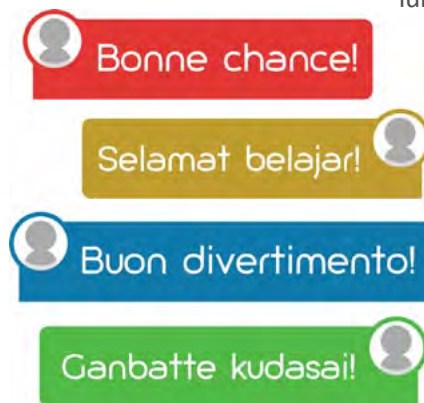 Bonne chance!
Selamat belajar!
Buon divertimento!
Ganbatte kudasai!